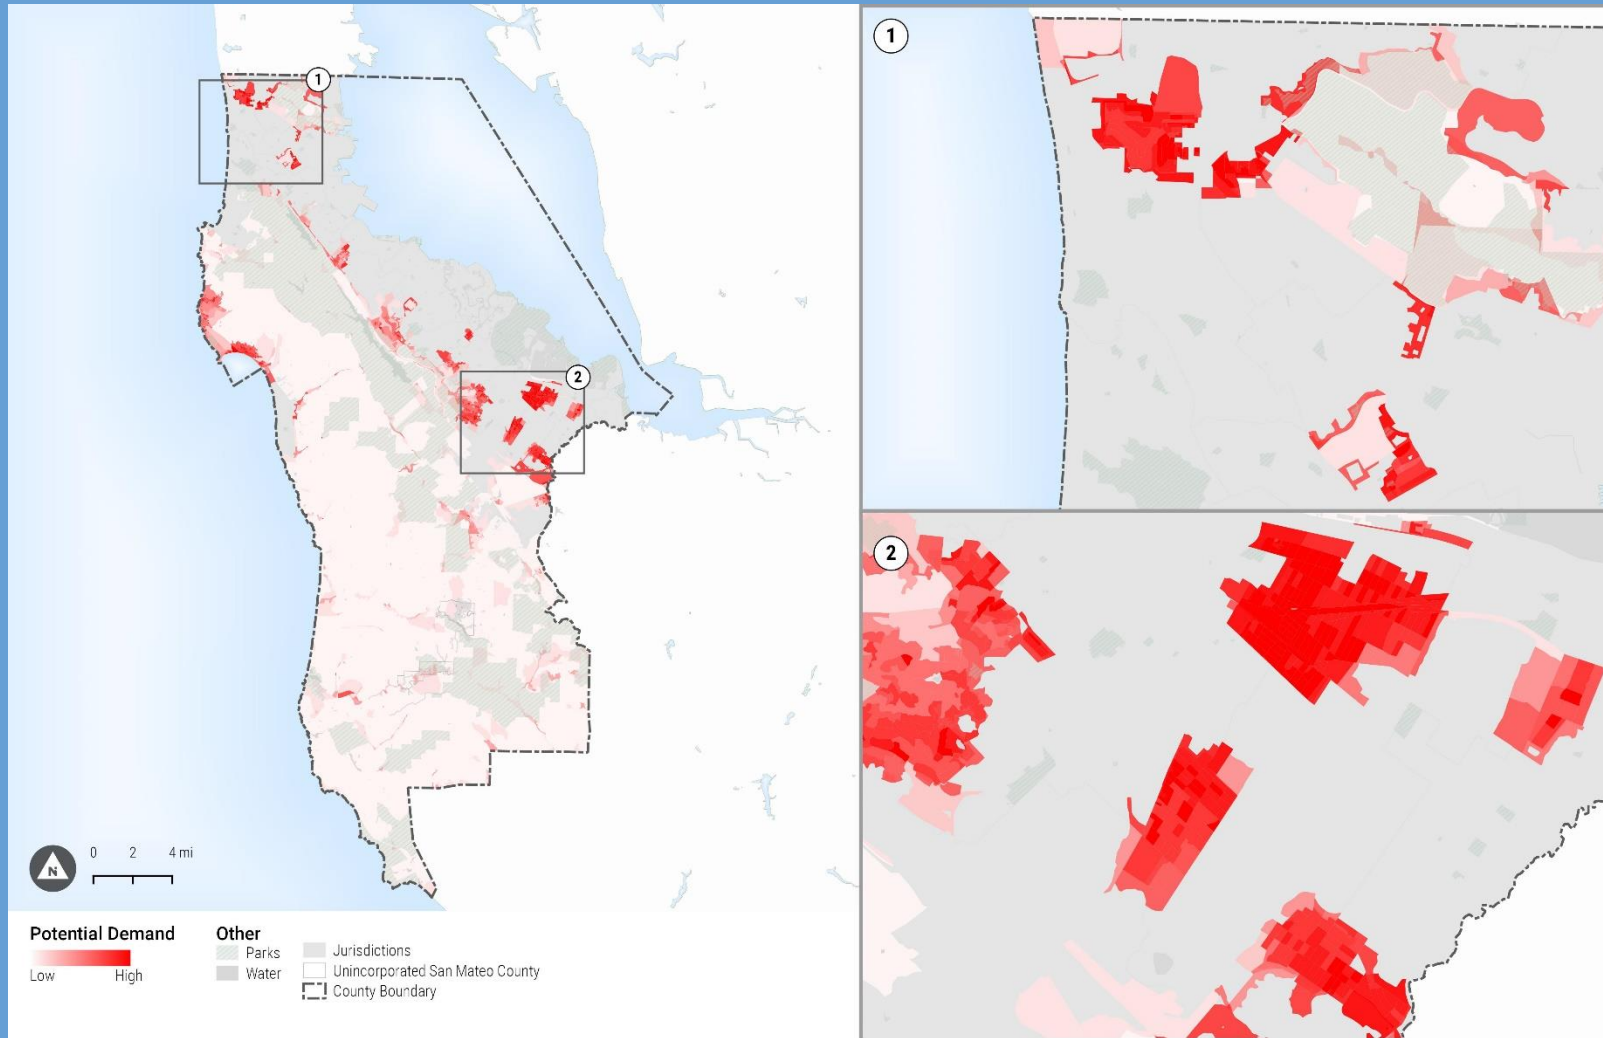 1
2
1
2
N
0 2 4 mi
Potential Demand
Low High
Other
Parks
Water
Jurisdictions
Unincorporated San Mateo County
County Boundary